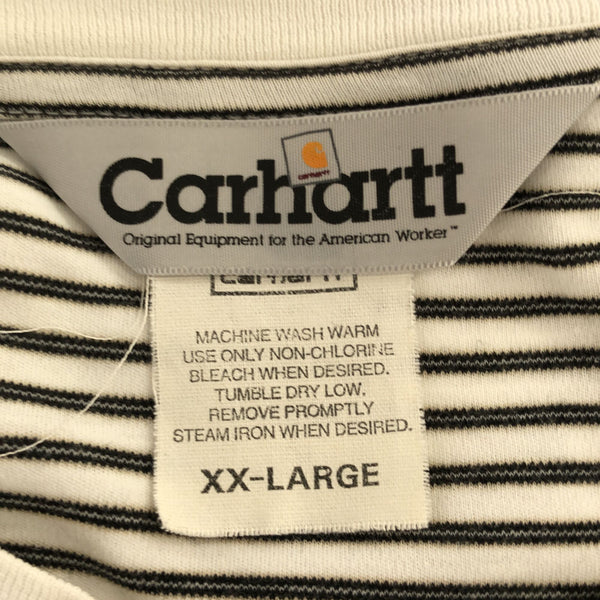 Carhartt
Original Equipment for the American Worker™
Carhartt
MACHINE WASH WARM
USE ONLY NON-CHLORINE
BLEACH WHEN DESIRED.
TUMBLE DRY LOW,
REMOVE PROMPTLY
STEAM IRON WHEN DESIRED.
XX-LARGE